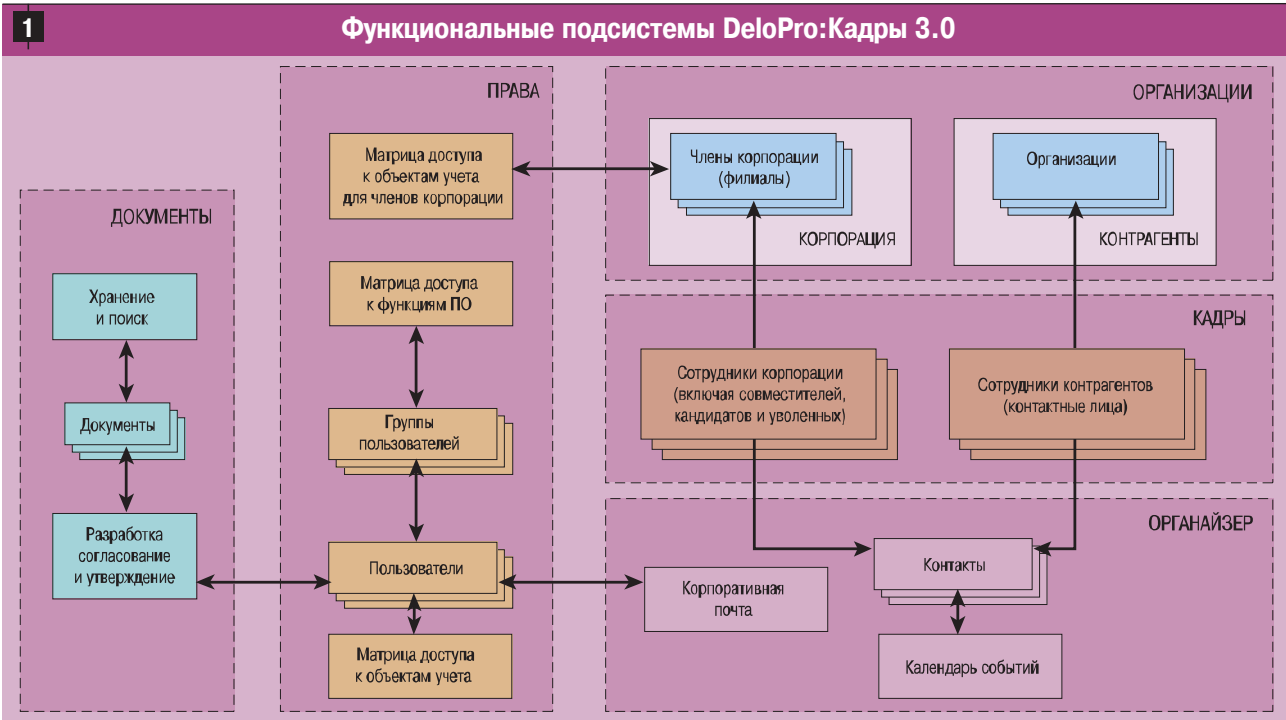 1
Функциональные подсистемы DeloPro:Кадры 3.0
ДОКУМЕНТЫ
Хранение
и поиск
Документы
Разработка
согласование
и утверждение
ПРАВА
Матрица доступа
к объектам учета
для членов корпорации
Матрица доступа
к функциям ПО
Группы
пользователей
Пользователи
Матрица доступа
к объектам учета
ОРГАНИЗАЦИИ
Члены корпорации
(филиалы)
КОРПОРАЦИЯ
Организации
КОНТРАГЕНТЫ
КАДРЫ
Сотрудники корпорации
(включая совместителей,
кандидатов и уволенных)
Сотрудники контрагентов
(контактные лица)
ОРГАНАЙЗЕР
Корпоративная
почта
Контакты
Календарь событий